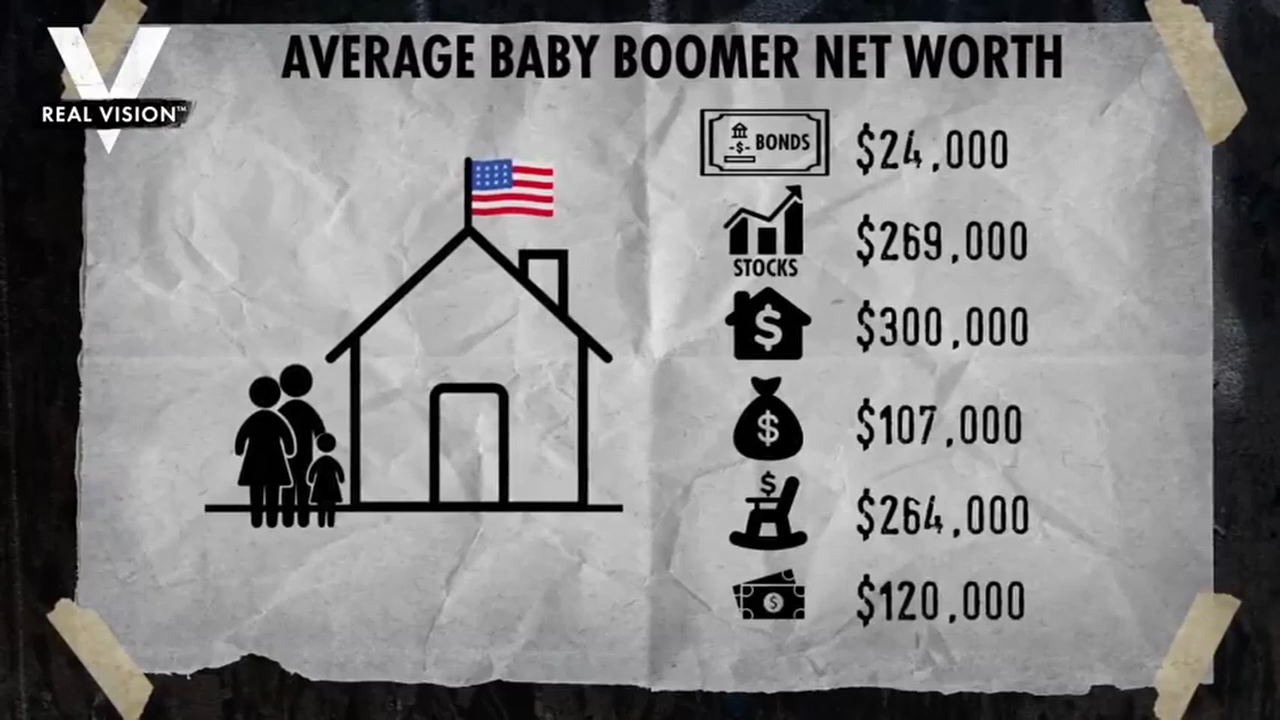 AVERAGE BABY BOOMER NET WORTH
REAL VISION™
-$- BONDS
$24,000
STOCKS
$269,000
$ $300,000
$ $107,000
$ $264,000
$ $120,000